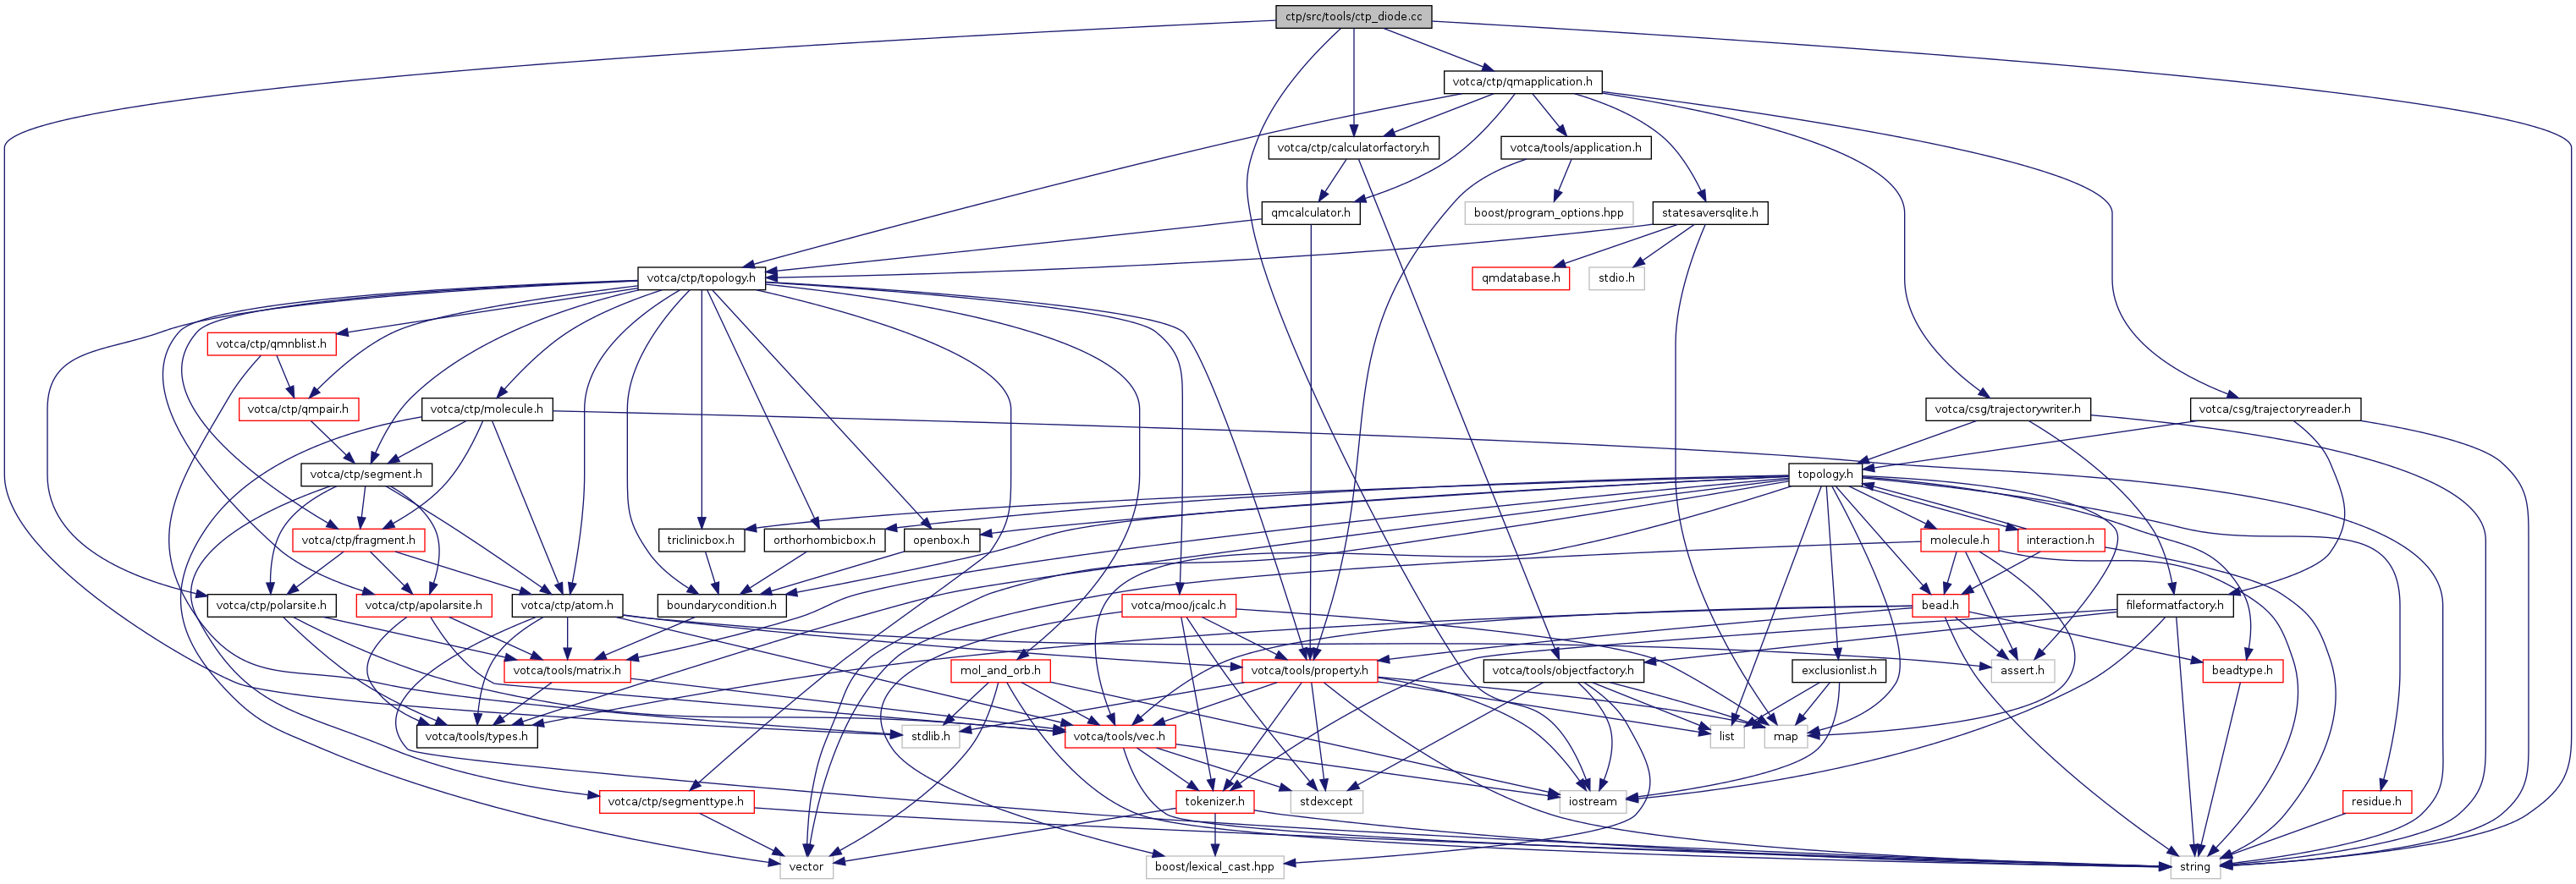 ctp/src/tools/ctp_diode.cc
votca/ctp/qmapplication.h
votca/ctp/calculatorfactory.h
votca/tools/application.h
qmcalculator.h
boost/program_options.hpp
statesaversqlite.h
votca/ctp/topology.h
qmdatabase.h
stdio.h
votca/ctp/qmnblist.h
votca/ctp/qmpair.h
votca/ctp/molecule.h
votca/csg/trajectorywriter.h
votca/csg/trajectoryreader.h
votca/ctp/segment.h
topology.h
votca/ctp/fragment.h
triclinicbox.h
orthorhombicbox.h
openbox.h
molecule.h
interaction.h
votca/ctp/polarsite.h
votca/ctp/apolarsite.h
votca/ctp/atom.h
boundarycondition.h
votca/moo/jcalc.h
bead.h
fileformatfactory.h
votca/tools/matrix.h
mol_and_orb.h
votca/tools/property.h
votca/tools/objectfactory.h
exclusionlist.h
assert.h
beadtype.h
votca/tools/types.h
stdlib.h
votca/tools/vec.h
list
map
votca/ctp/segmenttype.h
tokenizer.h
stdexcept
iostream
residue.h
vector
boost/lexical_cast.hpp
string